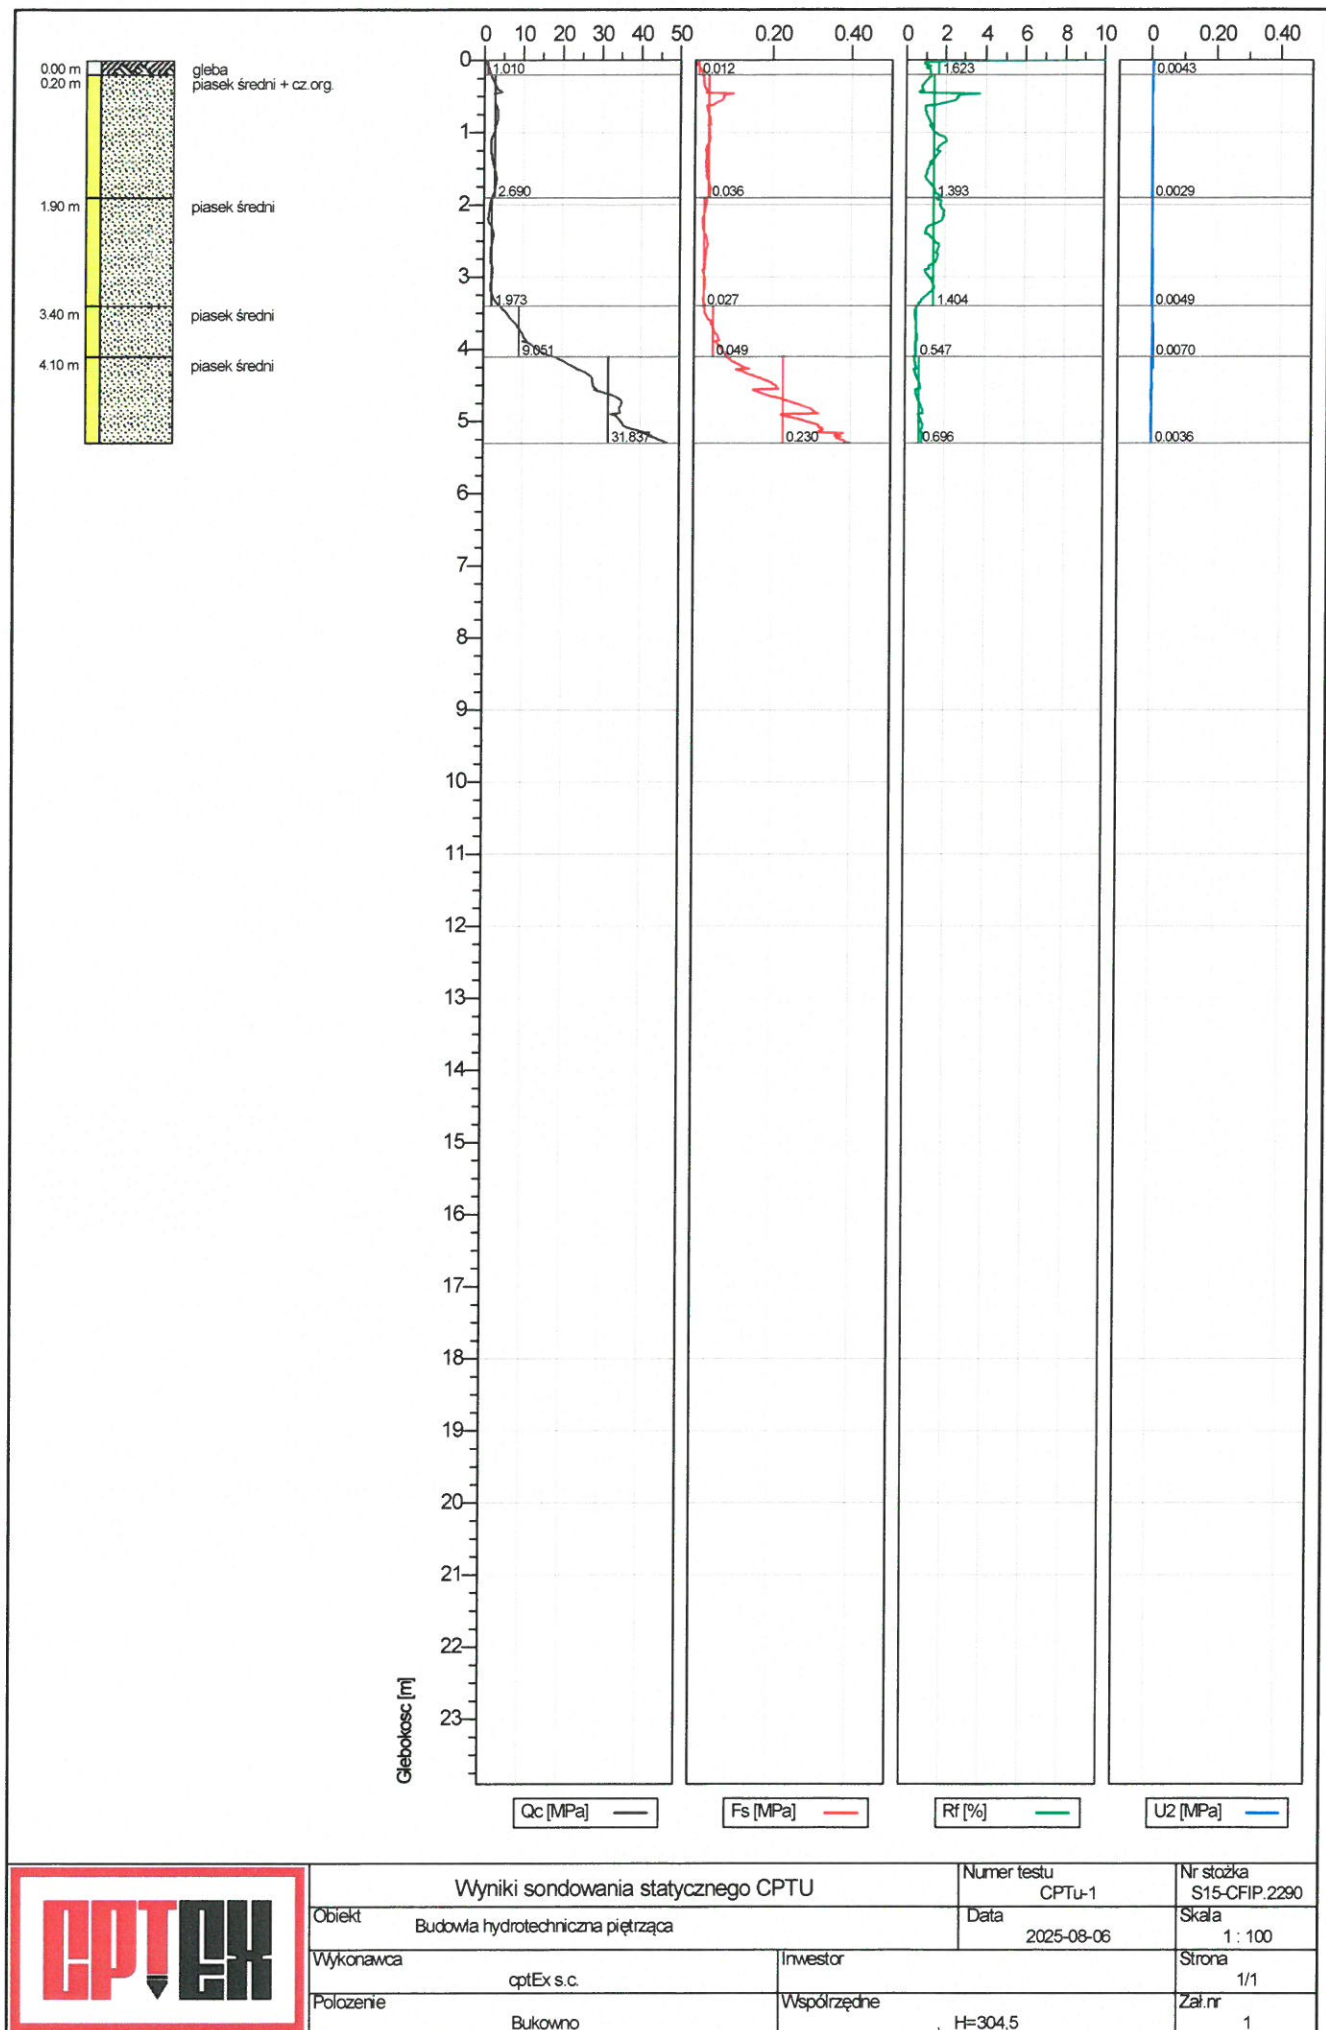 0 10 20 30 40 50
0.20 0.40
0 2 4 6 8 10
0 0.20 0.40
0.00 m gleba
0.20 m piasek średni + cz.org.
1.90 m piasek średni
3.40 m piasek średni
4.10 m piasek średni
0
1
2
3
4
5
6
7
8
9
10
11
12
13
14
15
16
17
18
19
20
21
22
23
Glebokosc [m]
1.010 0.012 1.623 0.0043
2.690 0.036 1.393 0.0029
1.973 0.027 1.404 0.0049
9.051 0.049 0.547 0.0070
31.837 0.230 0.696 0.0036
Qc [MPa]
Fs [MPa]
Rf [%]
U2 [MPa]
CPTEX
Wyniki sondowania statycznego CPTU
Numer testu
CPTu-1
Nr stożka
S15-CFIP.2290
Obiekt
Budowla hydrotechniczna piętrząca
Data
2025-08-06
Skala
1 : 100
Wykonawca
cptEx s.c.
Inwestor
Strona
1/1
Polozenie
Bukowno
Współrzędne
, H=304,5
Zał.nr
1